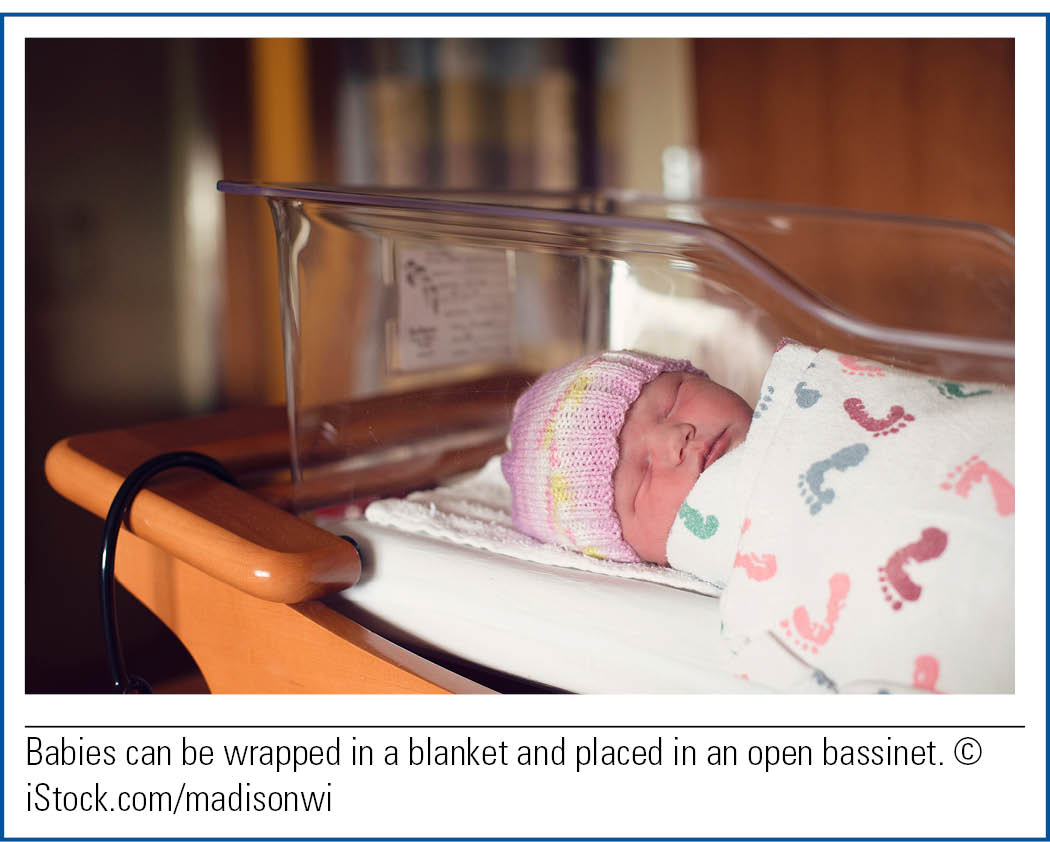 Babies can be wrapped in a blanket and placed in an open bassinet. ©
iStock.com/madisonwi